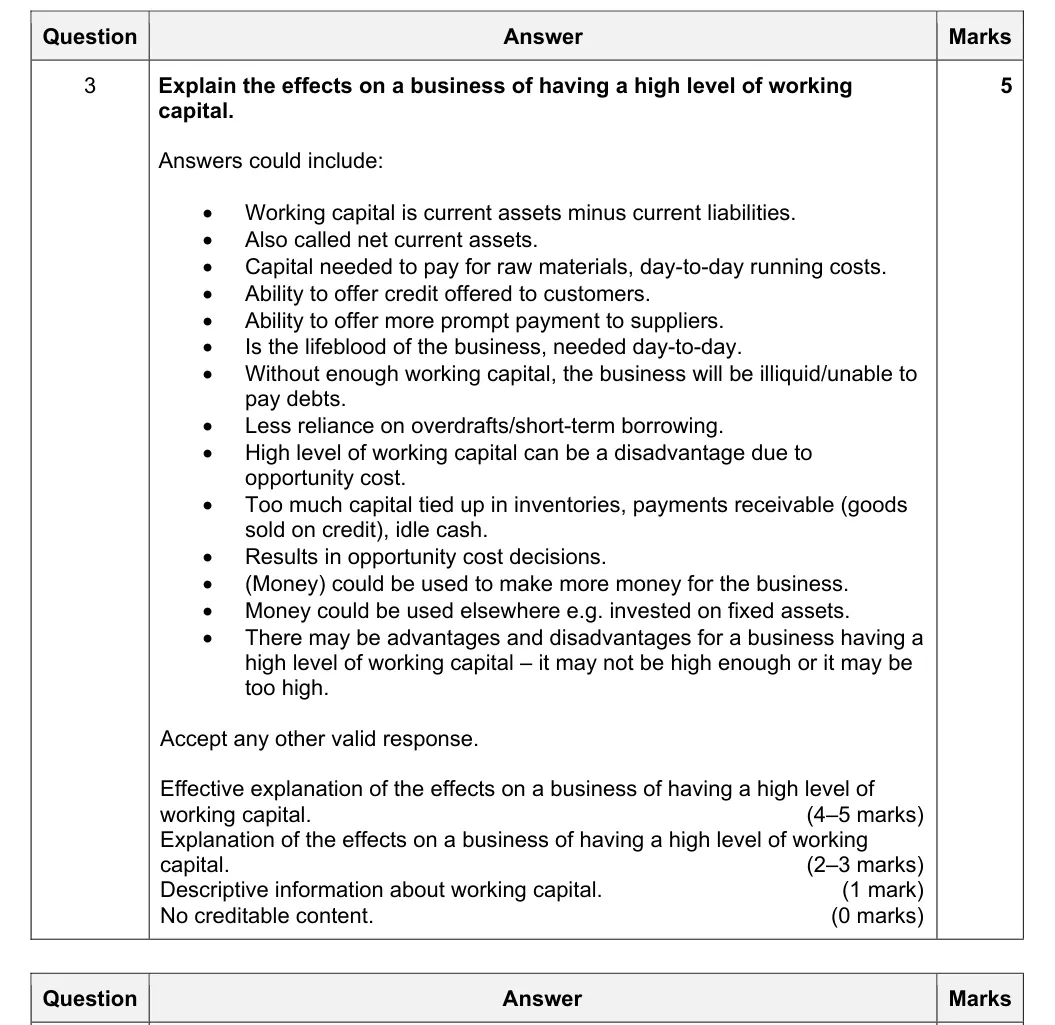 Question Answer Marks
3 Explain the effects on a business of having a high level of working 5
capital.
Answers could include:
• Working capital is current assets minus current liabilities.
• Also called net current assets.
• Capital needed to pay for raw materials, day-to-day running costs.
• Ability to offer credit offered to customers.
• Ability to offer more prompt payment to suppliers.
• Is the lifeblood of the business, needed day-to-day.
• Without enough working capital, the business will be illiquid/unable to
pay debts.
• Less reliance on overdrafts/short-term borrowing.
• High level of working capital can be a disadvantage due to
opportunity cost.
• Too much capital tied up in inventories, payments receivable (goods
sold on credit), idle cash.
• Results in opportunity cost decisions.
• (Money) could be used to make more money for the business.
• Money could be used elsewhere e.g. invested on fixed assets.
• There may be advantages and disadvantages for a business having a
high level of working capital – it may not be high enough or it may be
too high.
Accept any other valid response.
Effective explanation of the effects on a business of having a high level of
working capital. (4–5 marks)
Explanation of the effects on a business of having a high level of working
capital. (2–3 marks)
Descriptive information about working capital. (1 mark)
No creditable content. (0 marks)
Question Answer Marks